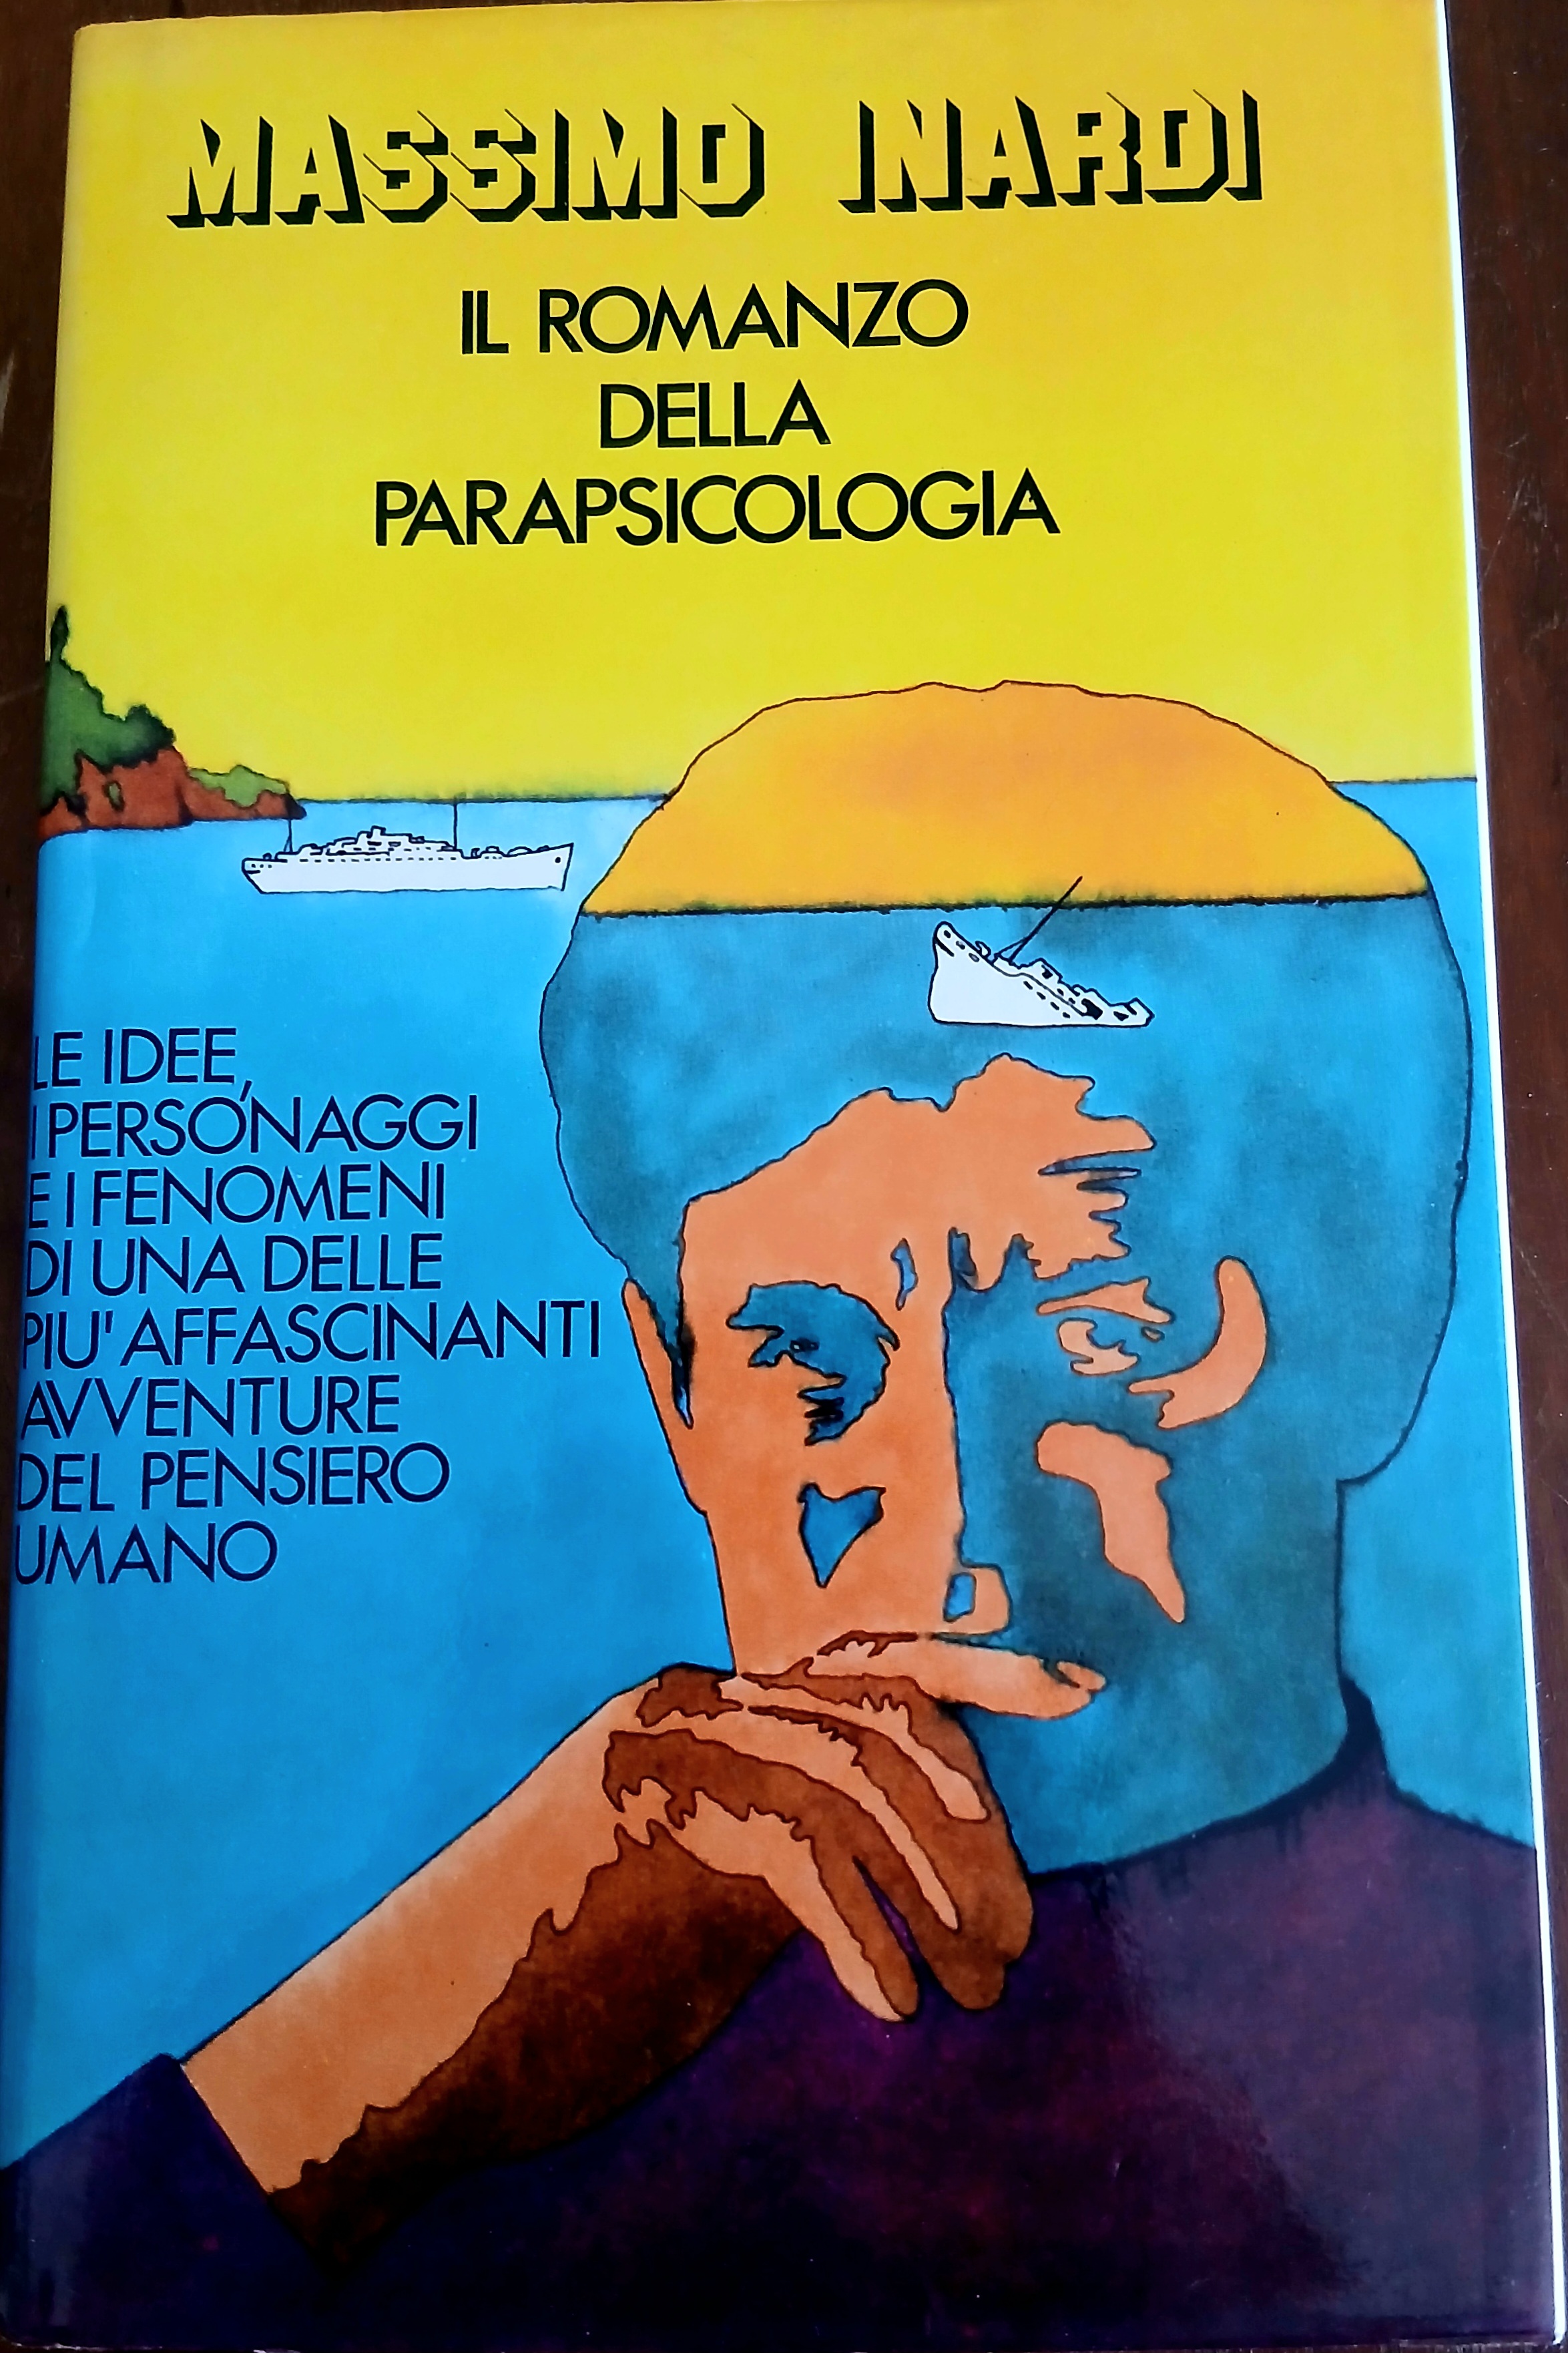 MASSIMO INARDI
IL ROMANZO
DELLA
PARAPSICOLOGIA
LE IDEE,
I PERSONAGGI
E I FENOMENI
DI UNA DELLE
PIU' AFFASCINANTI
AVVENTURE
DEL PENSIERO
UMANO